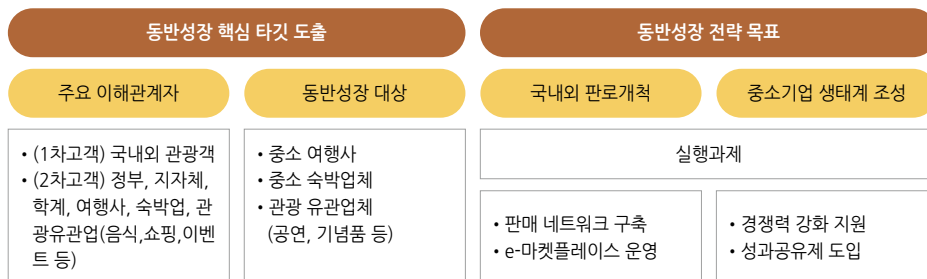 동반성장 핵심 타깃 도출
동반성장 전략 목표
주요 이해관계자
동반성장 대상
국내외 판로개척
중소기업 생태계 조성
• (1차고객) 국내외 관광객
• (2차고객) 정부, 지자체,
학계, 여행사, 숙박업, 관
광유관업(음식,쇼핑,이벤
트 등)
• 중소 여행사
• 중소 숙박업체
• 관광 유관업체
(공연, 기념품 등)
실행과제
• 판매 네트워크 구축
• e-마켓플레이스 운영
• 경쟁력 강화 지원
• 성과공유제 도입